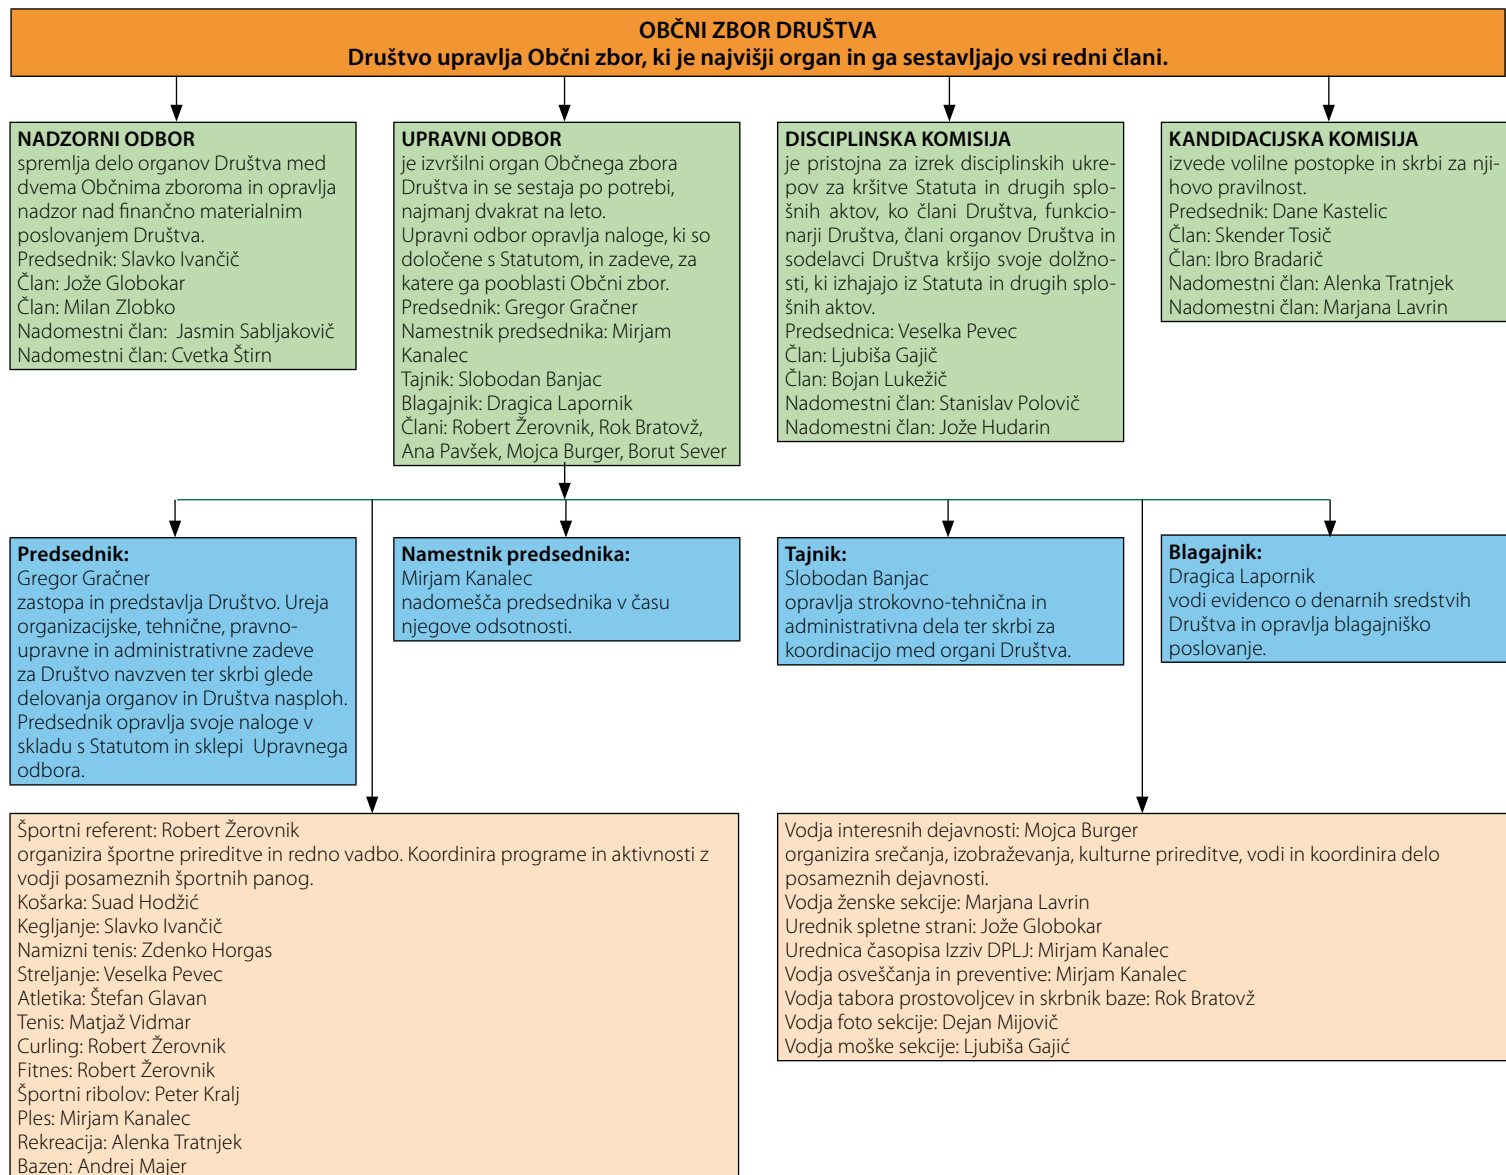 OBČNI ZBOR DRUŠTVA
Društvo upravlja Občni zbor, ki je najvišji organ in ga sestavljajo vsi redni člani.
NADZORNI ODBOR
spremlja delo organov Društva med
dvema Občnima zboroma in opravlja
nadzor nad finančno materialnim
poslovanjem Društva.
Predsednik: Slavko Ivančič
Član: Jože Globokar
Član: Milan Zlobko
Nadomestni član: Jasmin Sabljakovič
Nadomestni član: Cvetka Štirn
UPRAVNI ODBOR
je izvršilni organ Občnega zbora
Društva in se sestaja po potrebi,
najmanj dvakrat na leto.
Upravni odbor opravlja naloge, ki so
določene s Statutom, in zadeve, za
katere ga pooblasti Občni zbor.
Predsednik: Gregor Gračner
Namestnik predsednika: Mirjam
Kanalec
Tajnik: Slobodan Banjac
Blagajnik: Dragica Lapornik
Člani: Robert Žerovnik, Rok Bratovž,
Ana Pavšek, Mojca Burger, Borut Sever
DISCIPLINSKA KOMISIJA
je pristojna za izrek disciplinskih ukre-
pov za kršitve Statuta in drugih splo-
šnih aktov, ko člani Društva, funkcio-
narji Društva, člani organov Društva in
sodelavci Društva kršijo svoje dolžno-
sti, ki izhajajo iz Statuta in drugih splo-
šnih aktov.
Predsednica: Veselka Pevec
Član: Ljubiša Gajič
Član: Bojan Lukežič
Nadomestni član: Stanislav Polovič
Nadomestni član: Jože Hudarin
KANDIDACIJSKA KOMISIJA
izvede volilne postopke in skrbi za nji-
hovo pravilnost.
Predsednik: Dane Kastelic
Član: Skender Tosič
Član: Ibro Bradarič
Nadomestni član: Alenka Tratnjek
Nadomestni član: Marjana Lavrin
Predsednik:
Gregor Gračner
zastopa in predstavlja Društvo. Ureja
organizacijske, tehnične, pravno-
upravne in administrativne zadeve
za Društvo navzven ter skrbi glede
delovanja organov in Društva nasploh.
Predsednik opravlja svoje naloge v
skladu s Statutom in sklepi Upravnega
odbora.
Namestnik predsednika:
Mirjam Kanalec
nadomešča predsednika v času
njegove odsotnosti.
Tajnik:
Slobodan Banjac
opravlja strokovno-tehnična in
administrativna dela ter skrbi za
koordinacijo med organi Društva.
Blagajnik:
Dragica Lapornik
vodi evidenco o denarnih sredstvih
Društva in opravlja blagajniško
poslovanje.
Športni referent: Robert Žerovnik
organizira športne prireditve in redno vadbo. Koordinira programe in aktivnosti z
vodji posameznih športnih panog.
Košarka: Suad Hodžić
Kegljanje: Slavko Ivančič
Namizni tenis: Zdenko Horgas
Streljanje: Veselka Pevec
Atletika: Štefan Glavan
Tenis: Matjaž Vidmar
Curling: Robert Žerovnik
Fitnes: Robert Žerovnik
Športni ribolov: Peter Kralj
Ples: Mirjam Kanalec
Rekreacija: Alenka Tratnjek
Bazen: Andrej Majer
Vodja interesnih dejavnosti: Mojca Burger
organizira srečanja, izobraževanja, kulturne prireditve, vodi in koordinira delo
posameznih dejavnosti.
Vodja ženske sekcije: Marjana Lavrin
Urednik spletne strani: Jože Globokar
Urednica časopisa Izziv DPLJ: Mirjam Kanalec
Vodja osveščanja in preventive: Mirjam Kanalec
Vodja tabora prostovoljcev in skrbnik baze: Rok Bratovž
Vodja foto sekcije: Dejan Mijovič
Vodja moške sekcije: Ljubiša Gajić